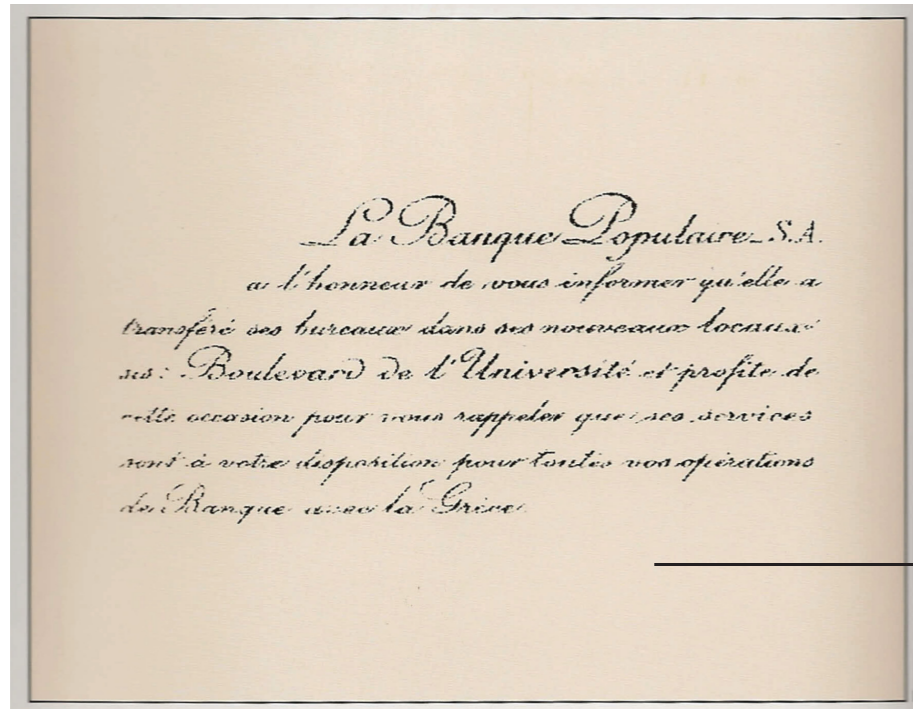 La Banque Populaire S.A.
a l'honneur de vous informer qu'elle a
transféré ses bureaux dans ses nouveaux locaux
sis: Boulevard de l'Université et profite de
cette occasion pour vous rappeler que ses services
sont à votre disposition pour toutes vos opérations
de Banque avec la Grèce